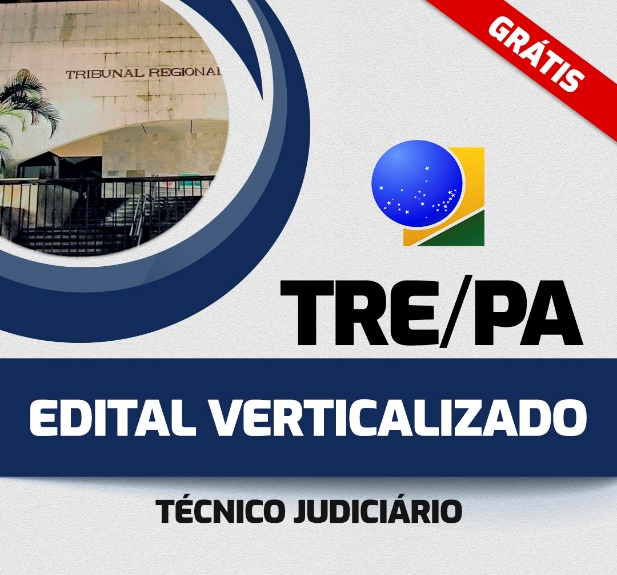 TRIBUNAL REGIONAL
GRÁTIS
TRE/PA
EDITAL VERTICALIZADO
TÉCNICO JUDICIÁRIO